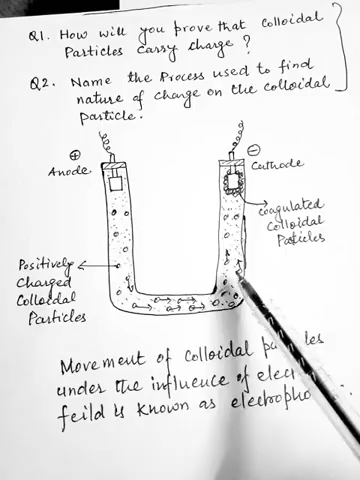 Q1. How will you prove that colloidal
Particles carry charge ?
Q2. Name the Process used to find
nature of charge on the colloidal
particle.
+
Anode
−
Cathode
Coagulated
Colloidal
Particles
Positively
Charged
Colloidal
Particles
Movement of colloidal
under the influence of
feild is known as